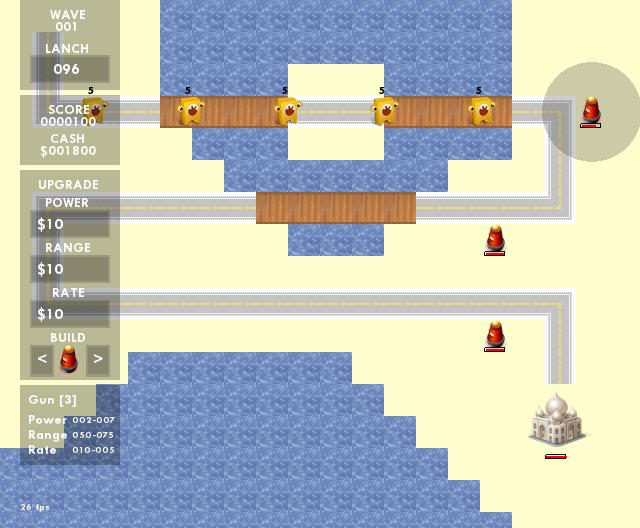 WAVE
001
LANCH
096
5 5 5 5 5
SCORE
0000100
CASH
$001800
UPGRADE
POWER
$10
RANGE
$10
RATE
$10
BUILD
< >
Gun [3]
Power 002-007
Range 050-075
Rate 010-005
26 fps